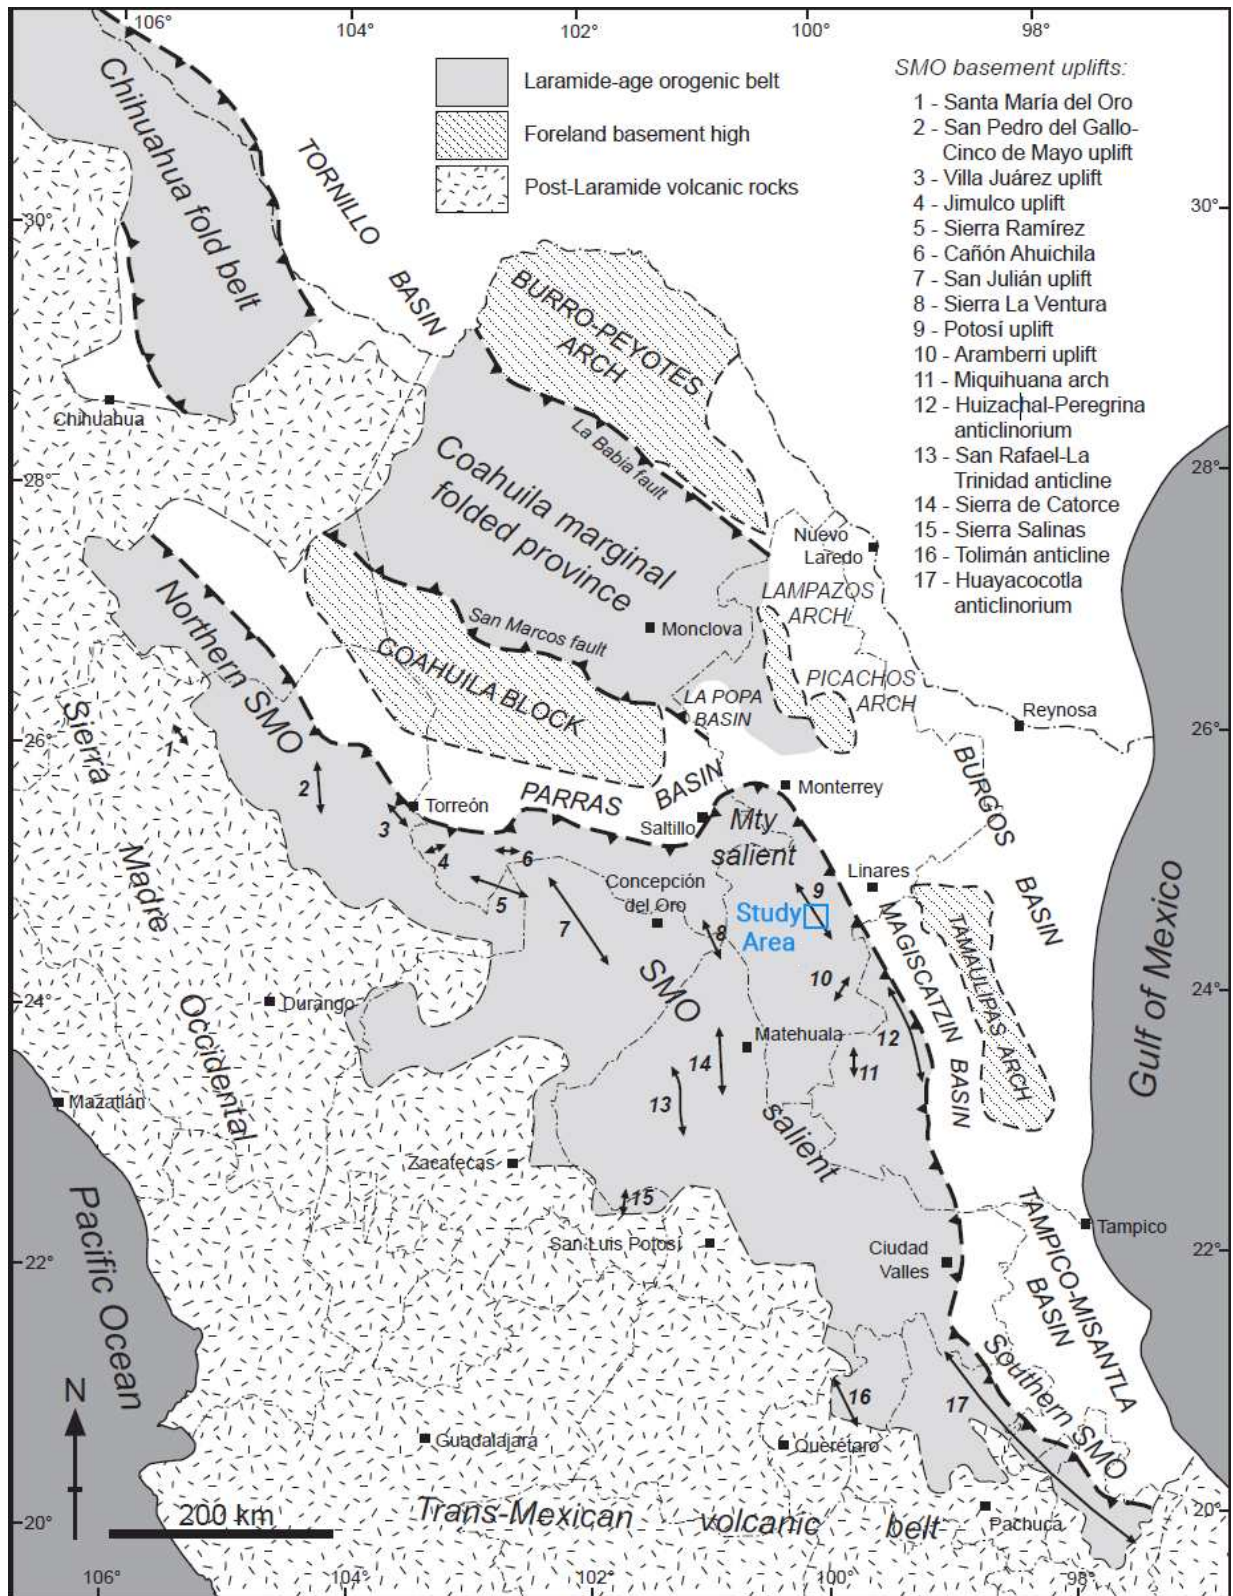 106°
104°
102°
100°
98°
Laramide-age orogenic belt
Foreland basement high
Post-Laramide volcanic rocks
SMO basement uplifts:
1 - Santa María del Oro
2 - San Pedro del Gallo-
Cinco de Mayo uplift
3 - Villa Juárez uplift
4 - Jimulco uplift
5 - Sierra Ramírez
6 - Cañón Ahuichila
7 - San Julián uplift
8 - Sierra La Ventura
9 - Potosí uplift
10 - Aramberri uplift
11 - Miquihuana arch
12 - Huizachal-Peregrina
anticlinorium
13 - San Rafael-La
Trinidad anticline
14 - Sierra de Catorce
15 - Sierra Salinas
16 - Tolimán anticline
17 - Huayacocotla
anticlinorium
Chihuahua fold belt
TORNILLO BASIN
30°
30°
BURRO-PEYOTES
ARCH
Chihuahua
La Babia fault
28°
28°
Coahuila marginal
folded province
Nuevo
Laredo
LAMPAZOS
ARCH
Northern SMO
San Marcos fault
Monclova
COAHUILA BLOCK
LA POPA
BASIN
PICACHOS
ARCH
Reynosa
26°
26°
Sierra Madre Occidental
1
2
3
Torreón
PARRAS BASIN
Saltillo
Monterrey
Mty
salient
BURGOS BASIN
4
6
5
7
Concepción
del Oro
8
9
Linares
Study
Area
MAGISCATZIN BASIN
TAMAULIPAS ARCH
Gulf of Mexico
24°
24°
Durango
SMO salient
10
Matehuala
12
14
11
13
Mazatlán
Zacatecas
15
San Luis Potosí
Pacific Ocean
22°
22°
Ciudad
Valles
Tampico
TAMPICO-MISANTLA
BASIN
Southern SMO
16
17
N
Guadalajara
Querétaro
200 km
Trans-Mexican volcanic belt
Pachuca
20°
20°
106°
104°
102°
100°
98°